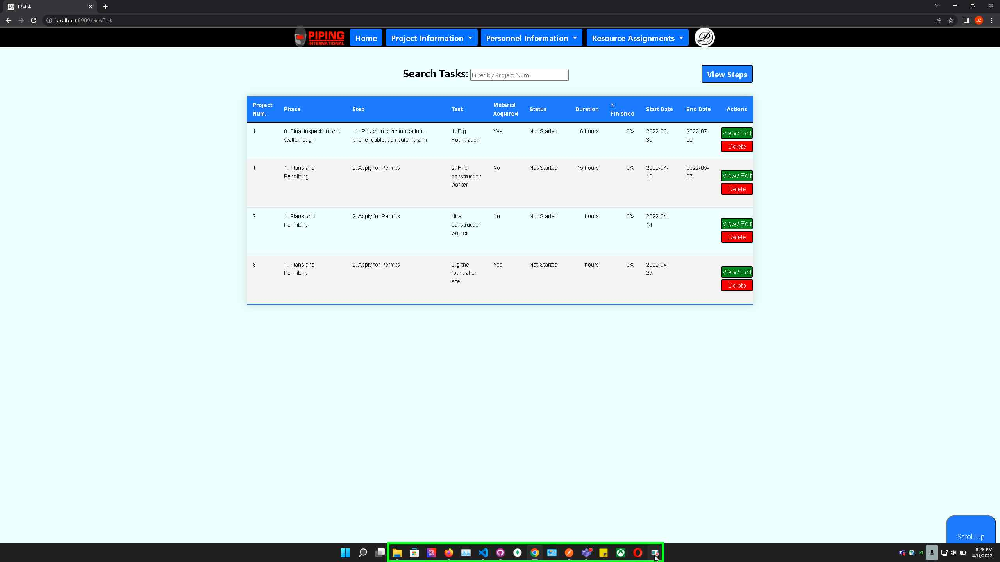 T.A.P.I.
localhost:8080/viewTask
JZ
PIPING
INTERNATIONAL
Home
Project Information
Personnel Information
Resource Assignments
Search Tasks:
Filter by Project Num.
View Steps
Project Num.
Phase
Step
Task
Material Acquired
Status
Duration
% Finished
Start Date
End Date
Actions
1
8. Final Inspection and
Walkthrough
11. Rough-in communication -
phone, cable, computer, alarm
1. Dig
Foundation
Yes
Not-Started
6 hours
0%
2022-03-
30
2022-07-
22
View / Edit
Delete
1
1. Plans and
Permitting
2. Apply for Permits
2. Hire
construction
worker
No
Not-Started
15 hours
0%
2022-04-
13
2022-05-
07
View / Edit
Delete
7
1. Plans and
Permitting
2. Apply for Permits
Hire
construction
worker
No
Not-Started
hours
0%
2022-04-
14
View / Edit
Delete
8
1. Plans and
Permitting
2. Apply for Permits
Dig the
foundation
site
Yes
Not-Started
hours
0%
2022-04-
29
View / Edit
Delete
Scroll Up
8:28 PM
4/11/2022